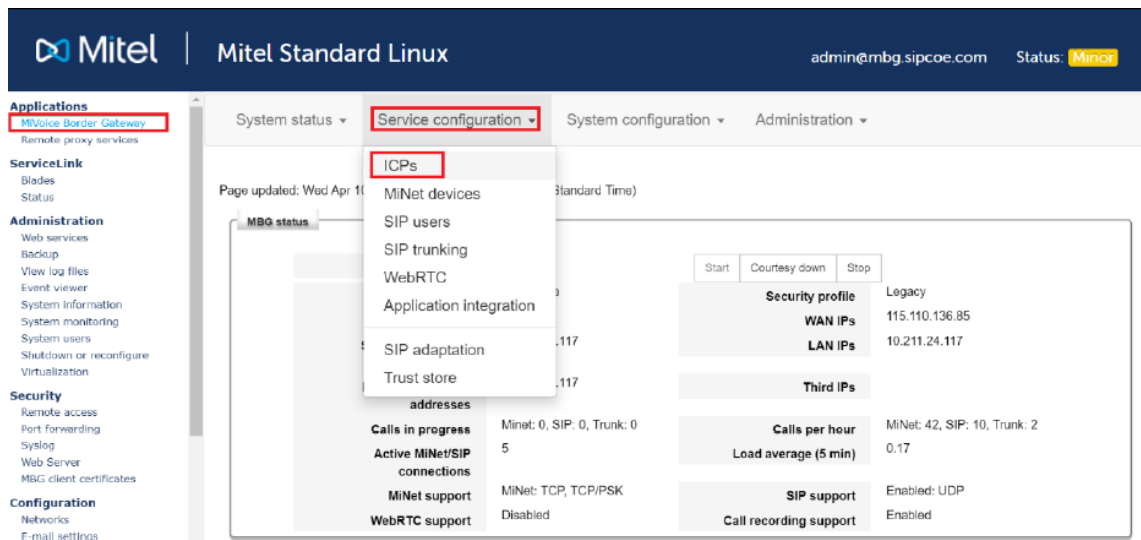 Mitel | Mitel Standard Linux
admin@mbg.sipcoe.com Status: Minor
Applications
MiVoice Border Gateway
Remote proxy services
ServiceLink
Blades
Status
Administration
Web services
Backup
View log files
Event viewer
System information
System monitoring
System users
Shutdown or reconfigure
Virtualization
Security
Remote access
Port forwarding
Syslog
Web Server
MBG client certificates
Configuration
Networks
E-mail settings
System status Service configuration System configuration Administration
ICPs
MiNet devices
SIP users
SIP trunking
WebRTC
Application integration
SIP adaptation
Trust store
Page updated: Wed Apr 10 Standard Time)
MBG status
Start Courtesy down Stop
Security profile Legacy
WAN IPs 115.110.136.85
.117 LAN IPs 10.211.24.117
.117 Third IPs
addresses
Calls in progress Minet: 0, SIP: 0, Trunk: 0 Calls per hour MiNet: 42, SIP: 10, Trunk: 2
Active MiNet/SIP connections 5 Load average (5 min) 0.17
MiNet support MiNet: TCP, TCP/PSK SIP support Enabled: UDP
WebRTC support Disabled Call recording support Enabled